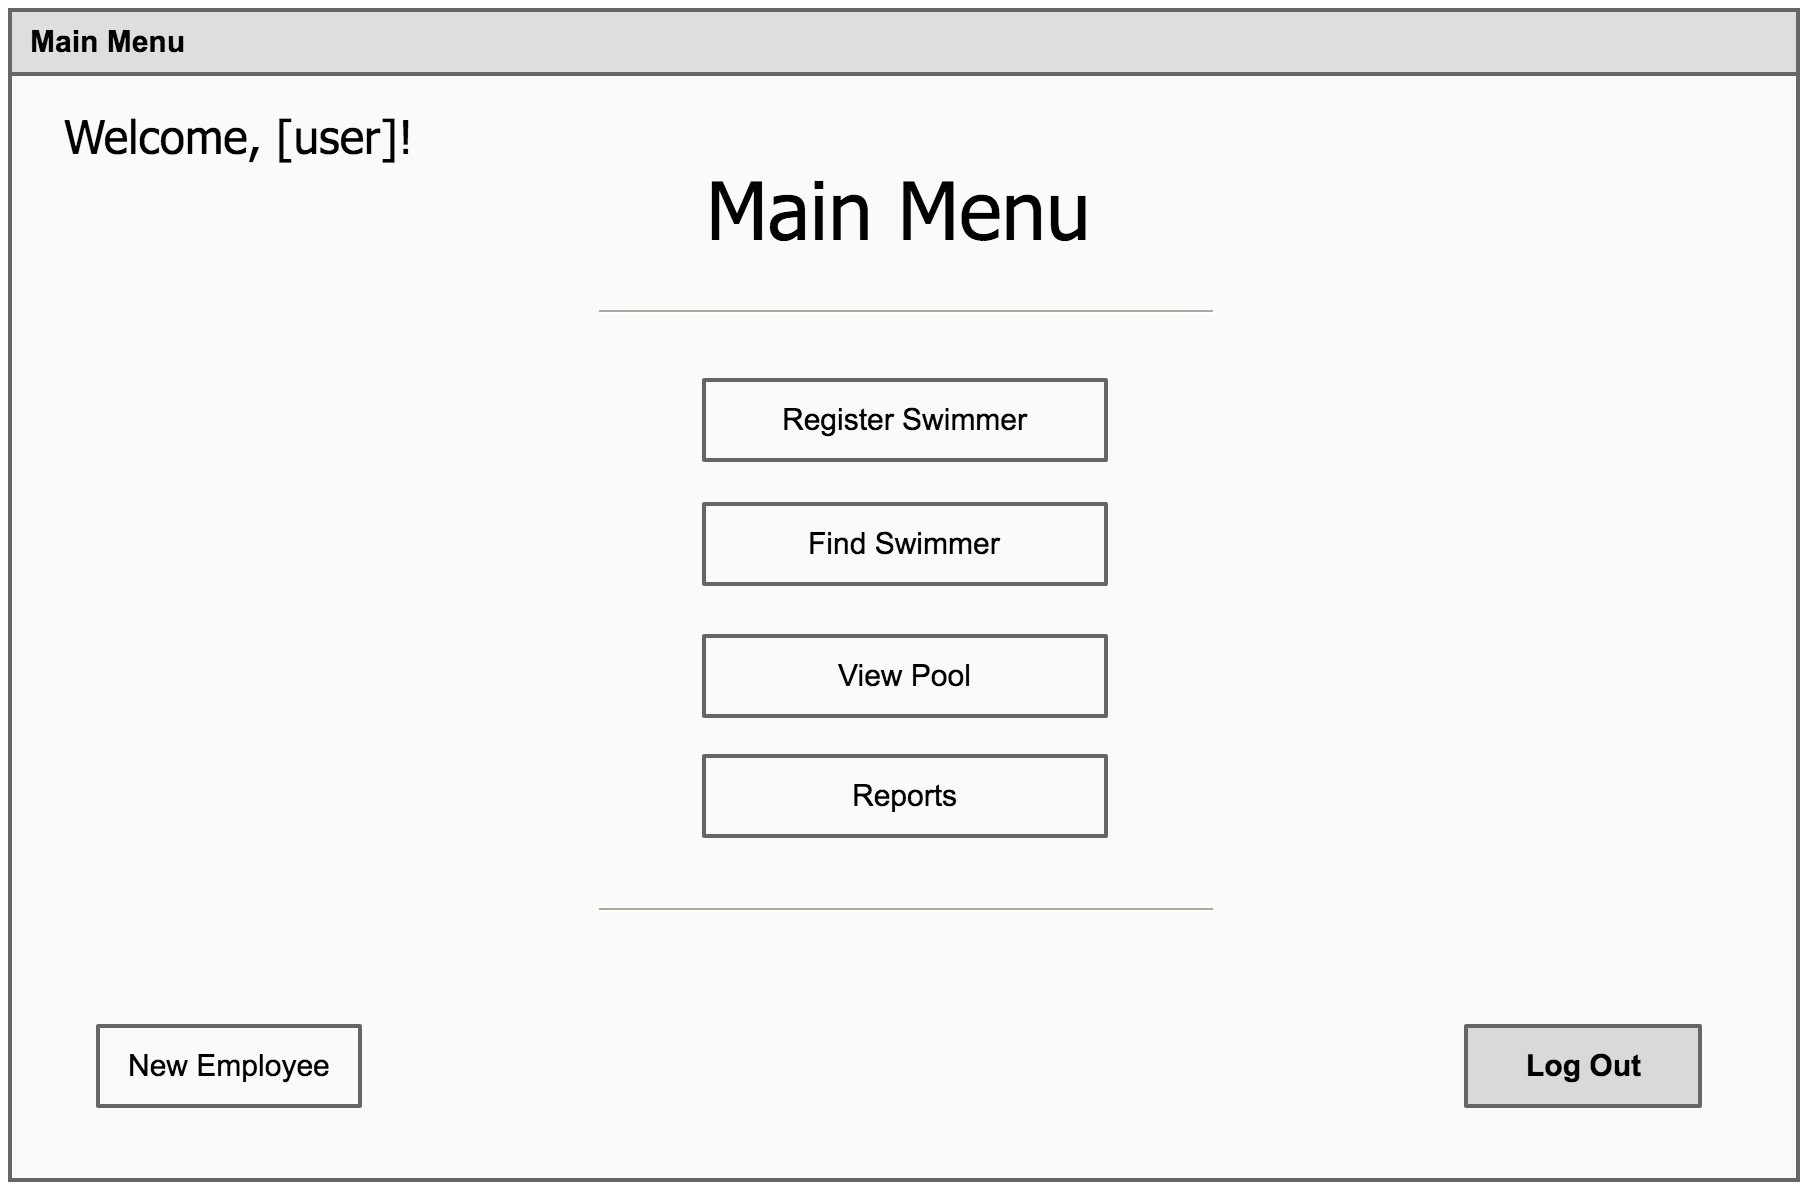 Main Menu
Welcome, [user]!
Main Menu
Register Swimmer
Find Swimmer
View Pool
Reports
New Employee
Log Out